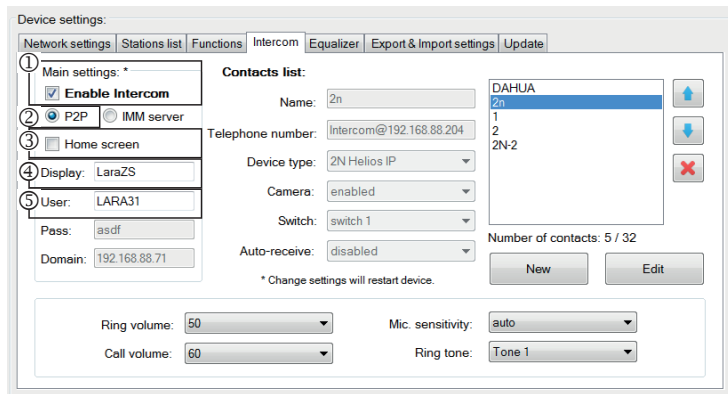 Device settings:
Network settings Stations list Functions Intercom Equalizer Export & Import settings Update
① Main settings: *
Enable Intercom
② P2P IMM server
③ Home screen
④ Display: LaraZS
⑤ User: LARA31
Pass: asdf
Domain: 192.168.88.71
Contacts list:
Name: 2n
Telephone number: Intercom@192.168.88.204
Device type: 2N Helios IP
Camera: enabled
Switch: switch 1
Auto-receive: disabled
* Change settings will restart device.
DAHUA
2n
1
2
2N-2
Number of contacts: 5 / 32
New Edit
Ring volume: 50 Mic. sensitivity: auto
Call volume: 60 Ring tone: Tone 1